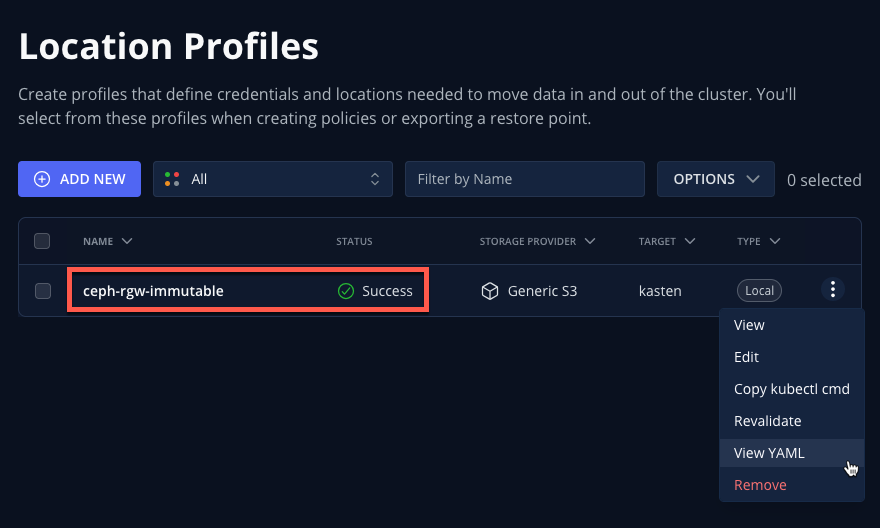 Location Profiles
Create profiles that define credentials and locations needed to move data in and out of the cluster. You'll
select from these profiles when creating policies or exporting a restore point.
ADD NEW All Filter by Name OPTIONS 0 selected
NAME STATUS STORAGE PROVIDER TARGET TYPE
ceph-rgw-immutable Success Generic S3 kasten Local
View
Edit
Copy kubectl cmd
Revalidate
View YAML
Remove